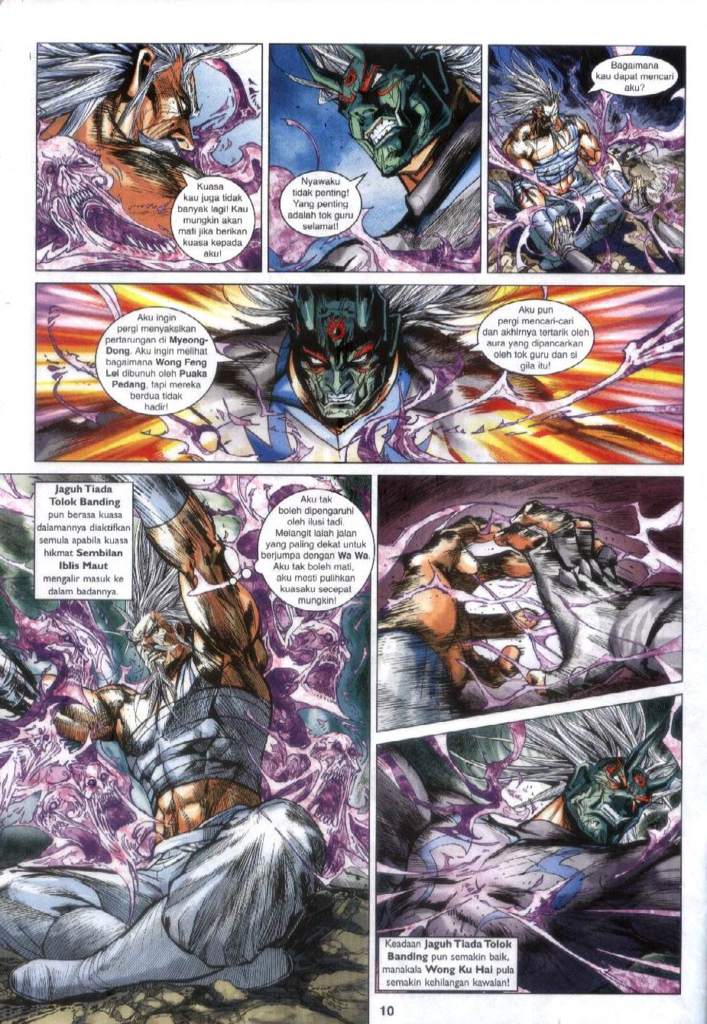 Kuasa
kau juga tidak
banyak lagi! Kau
mungkin akan
mati jika berikan
kuasa kepada
aku!
Nyawaku
tidak penting!
Yang penting
adalah tok guru
selamat!
Bagaimana
kau dapat mencari
aku?
Aku ingin
pergi menyaksikan
pertarungan di Myeong-
Dong. Aku ingin melihat
bagaimana Wong Feng
Lei dibunuh oleh Puaka
Pedang, tapi mereka
berdua tidak
hadir!
Aku pun
pergi mencari-cari
dan akhirnya tertarik oleh
aura yang dipancarkan
oleh tok guru dan si
gila itu!
Jaguh Tiada
Tolok Banding
pun berasa kuasa
dalamannya diaktifkan
semula apabila kuasa
hikmat Sembilan
Iblis Maut
mengalir masuk ke
dalam badannya.
Aku tak
boleh dipengaruhi
oleh ilusi tadi.
Melangit ialah jalan
yang paling dekat untuk
berjumpa dengan Wa Wa.
Aku tak boleh mati,
aku mesti pulihkan
kuasaku secepat
mungkin!
Keadaan Jaguh Tiada Tolok
Banding pun semakin baik,
manakala Wong Ku Hai pula
semakin kehilangan kawalan!
10